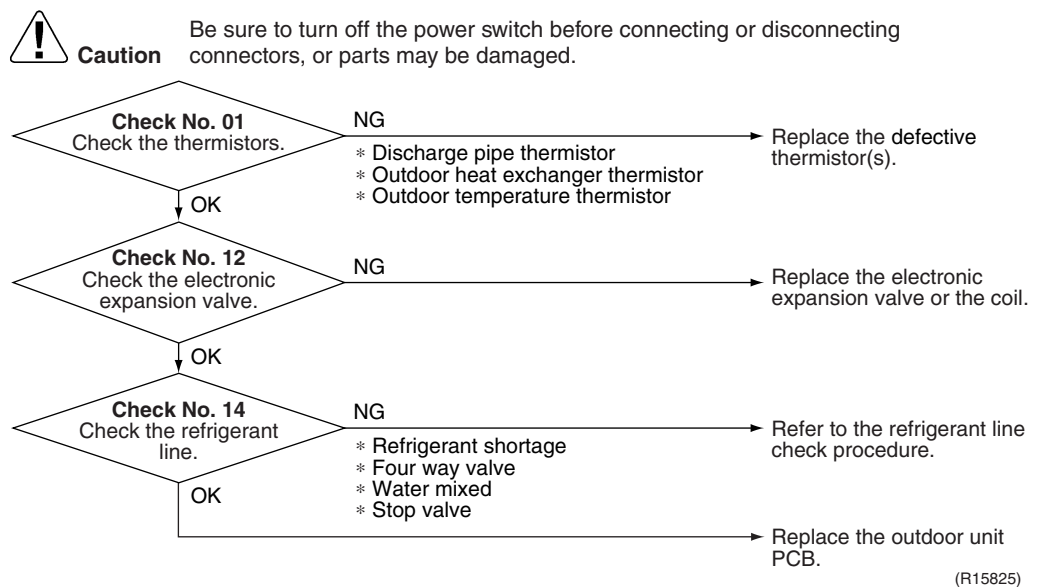 Be sure to turn off the power switch before connecting or disconnecting
Caution connectors, or parts may be damaged.
Check No. 01
Check the thermistors.
NG
∗ Discharge pipe thermistor
∗ Outdoor heat exchanger thermistor
∗ Outdoor temperature thermistor
Replace the defective
thermistor(s).
OK
Check No. 12
Check the electronic
expansion valve.
NG
Replace the electronic
expansion valve or the coil.
OK
Check No. 14
Check the refrigerant
line.
NG
∗ Refrigerant shortage
∗ Four way valve
∗ Water mixed
∗ Stop valve
Refer to the refrigerant line
check procedure.
OK
Replace the outdoor unit
PCB.
(R15825)